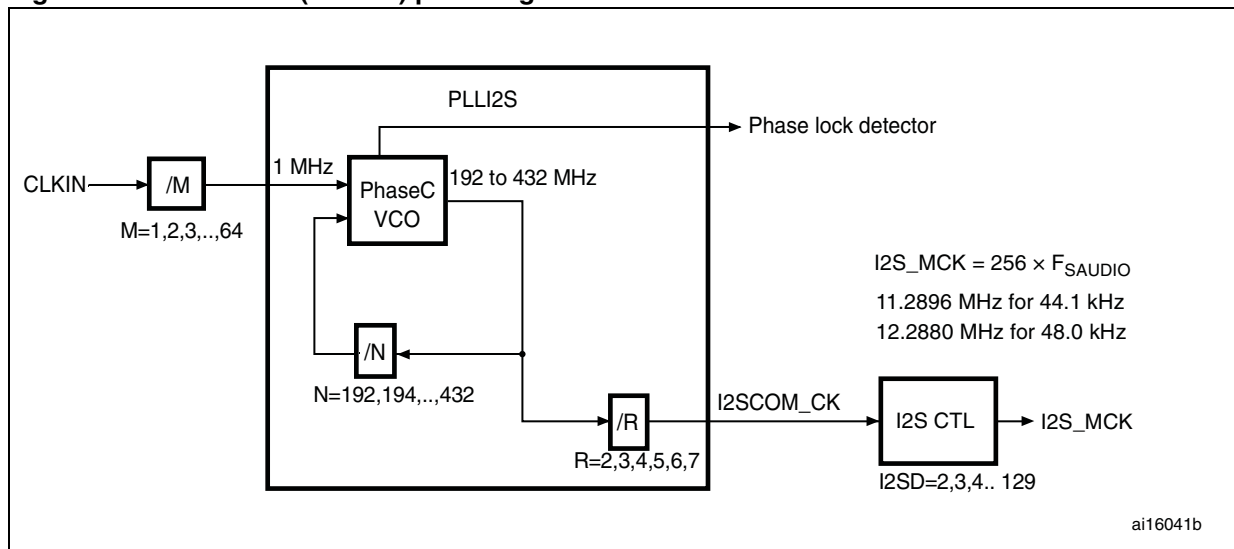 PLLI2S
Phase lock detector
1 MHz
CLKIN
/M
PhaseC
VCO
192 to 432 MHz
M=1,2,3,..,64
I2S_MCK = 256 × FSAUDIO
11.2896 MHz for 44.1 kHz
12.2880 MHz for 48.0 kHz
/N
N=192,194,..,432
I2SCOM_CK
/R
I2S CTL
I2S_MCK
R=2,3,4,5,6,7
I2SD=2,3,4.. 129
ai16041b